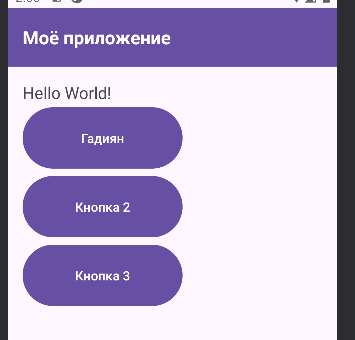 Моё приложение
Hello World!
Гадиян
Кнопка 2
Кнопка 3